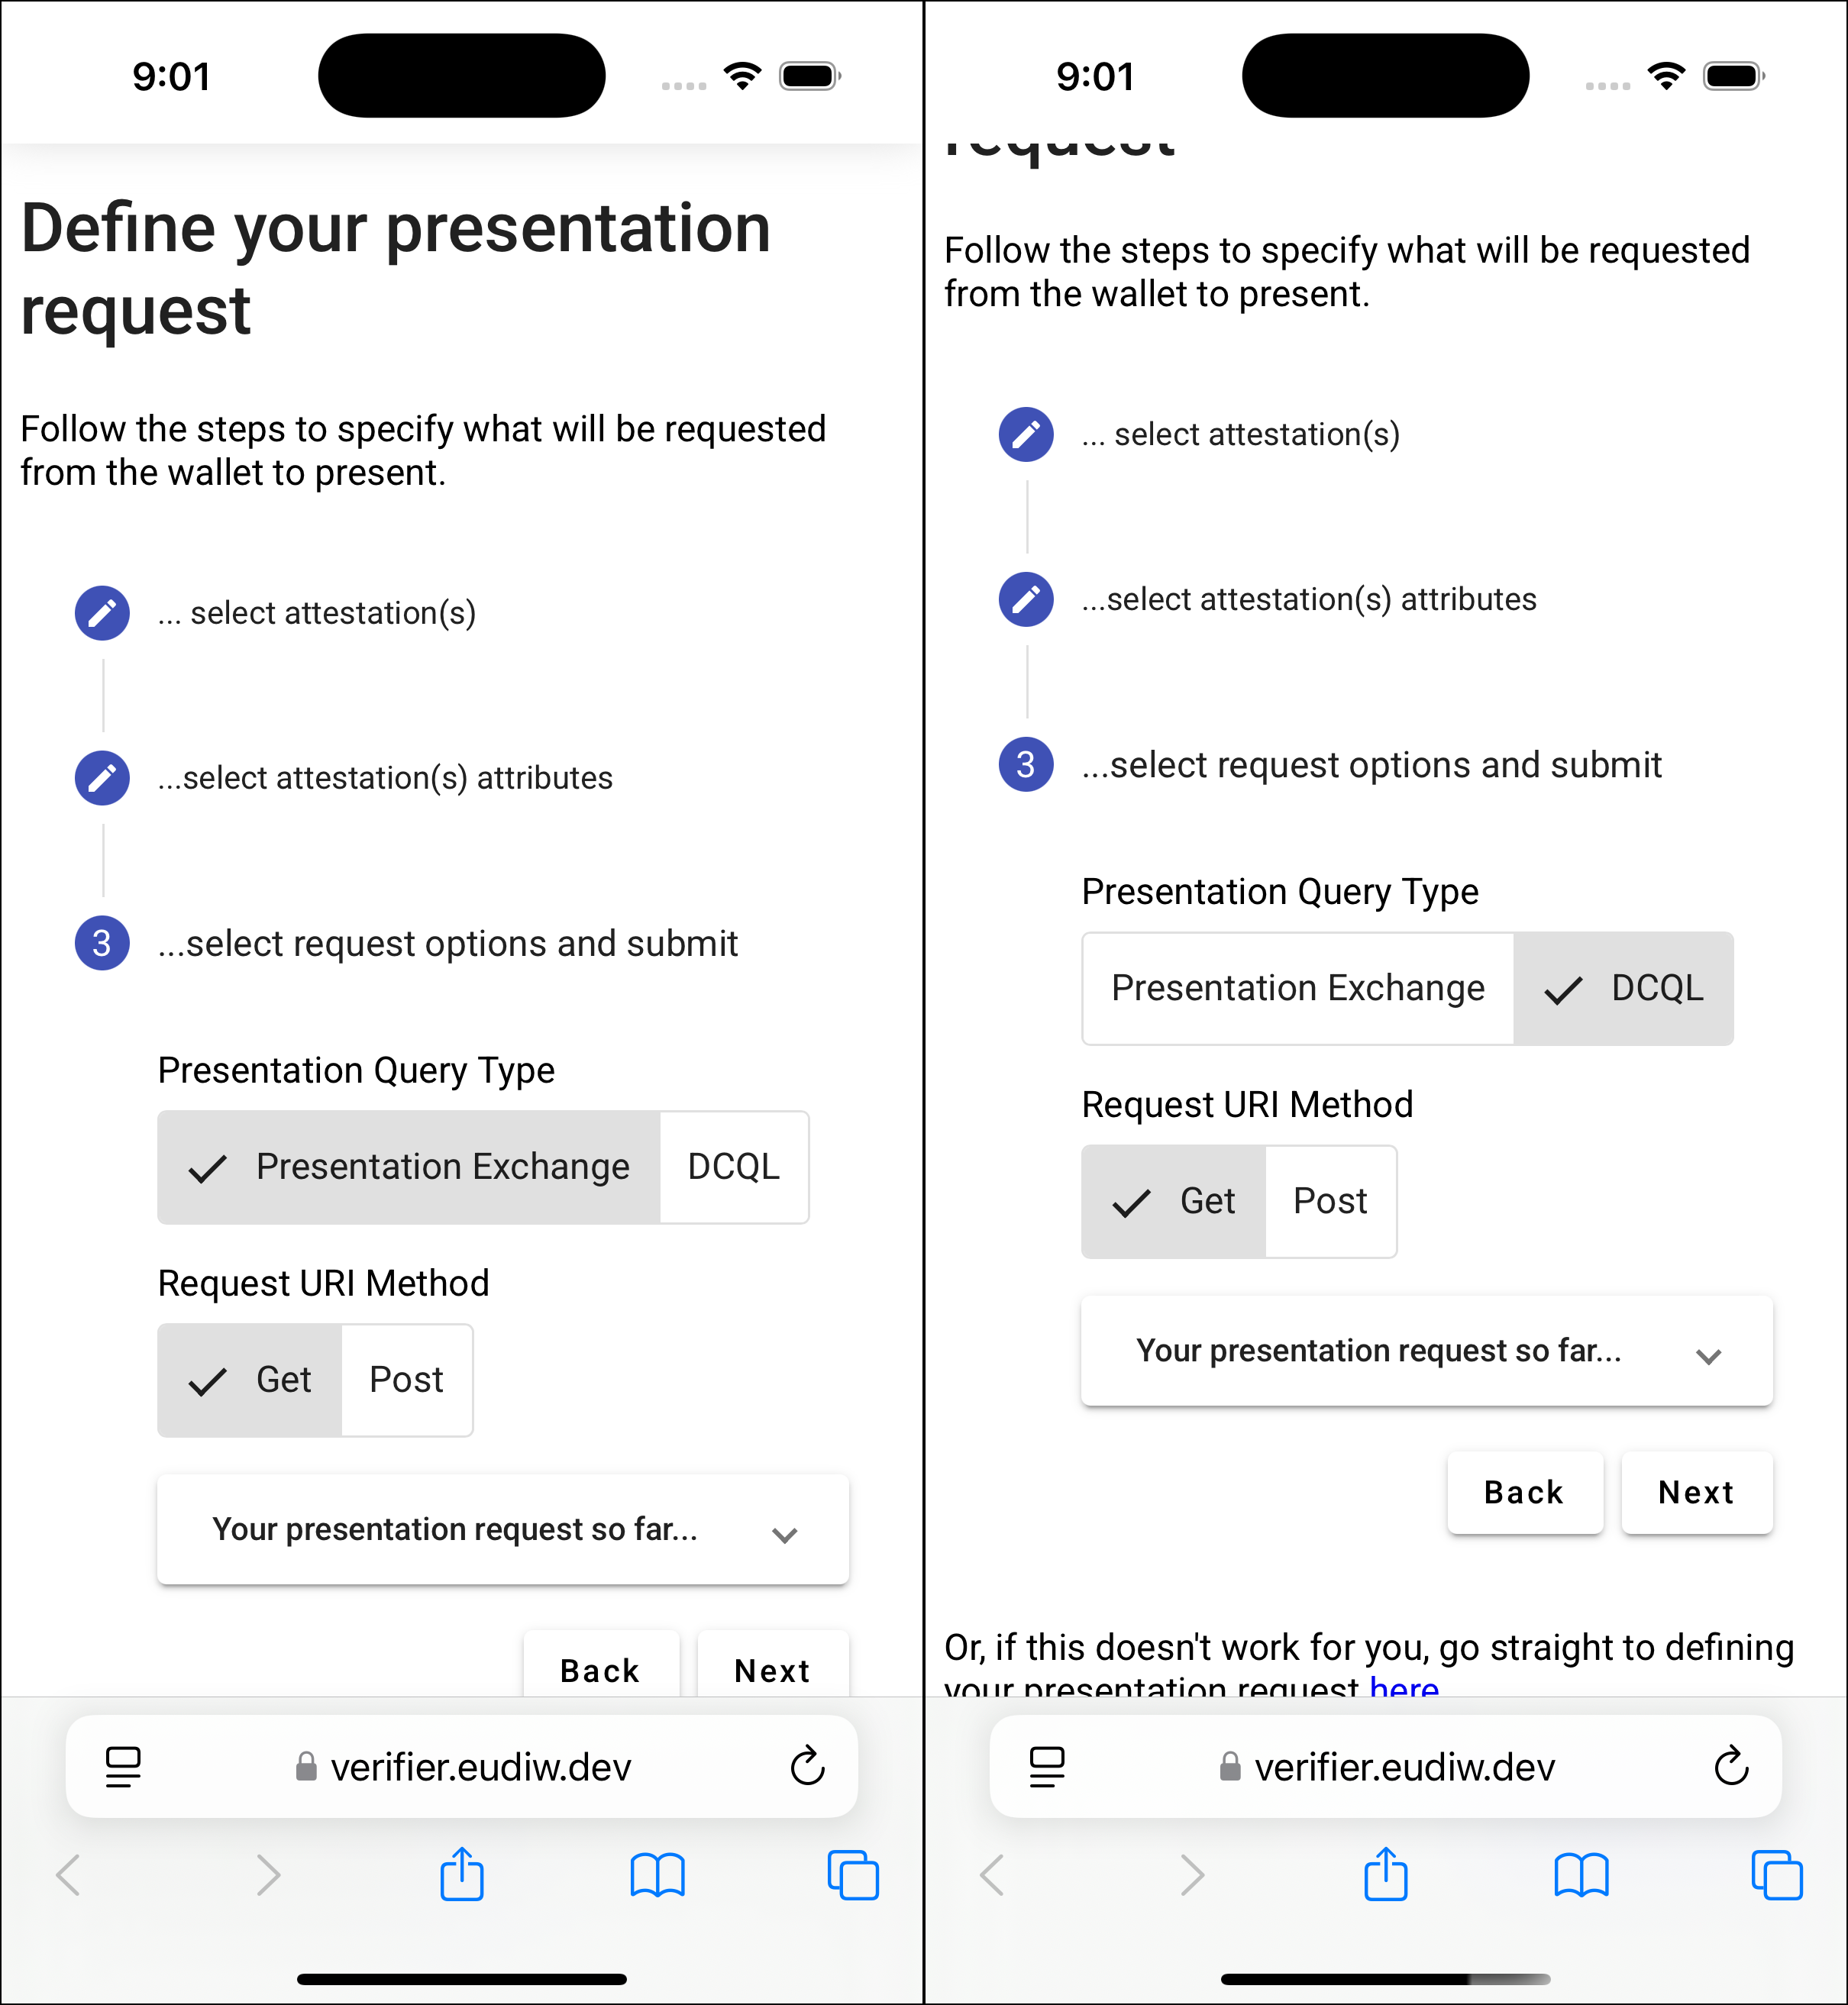 9:01
Define your presentation
request
Follow the steps to specify what will be requested
from the wallet to present.
... select attestation(s)
...select attestation(s) attributes
3 ...select request options and submit
Presentation Query Type
Presentation Exchange DCQL
Request URI Method
Get Post
Your presentation request so far...
Back Next
verifier.eudiw.dev
9:01
request
Follow the steps to specify what will be requested
from the wallet to present.
... select attestation(s)
...select attestation(s) attributes
3 ...select request options and submit
Presentation Query Type
Presentation Exchange DCQL
Request URI Method
Get Post
Your presentation request so far...
Back Next
Or, if this doesn't work for you, go straight to defining
your presentation request here
verifier.eudiw.dev